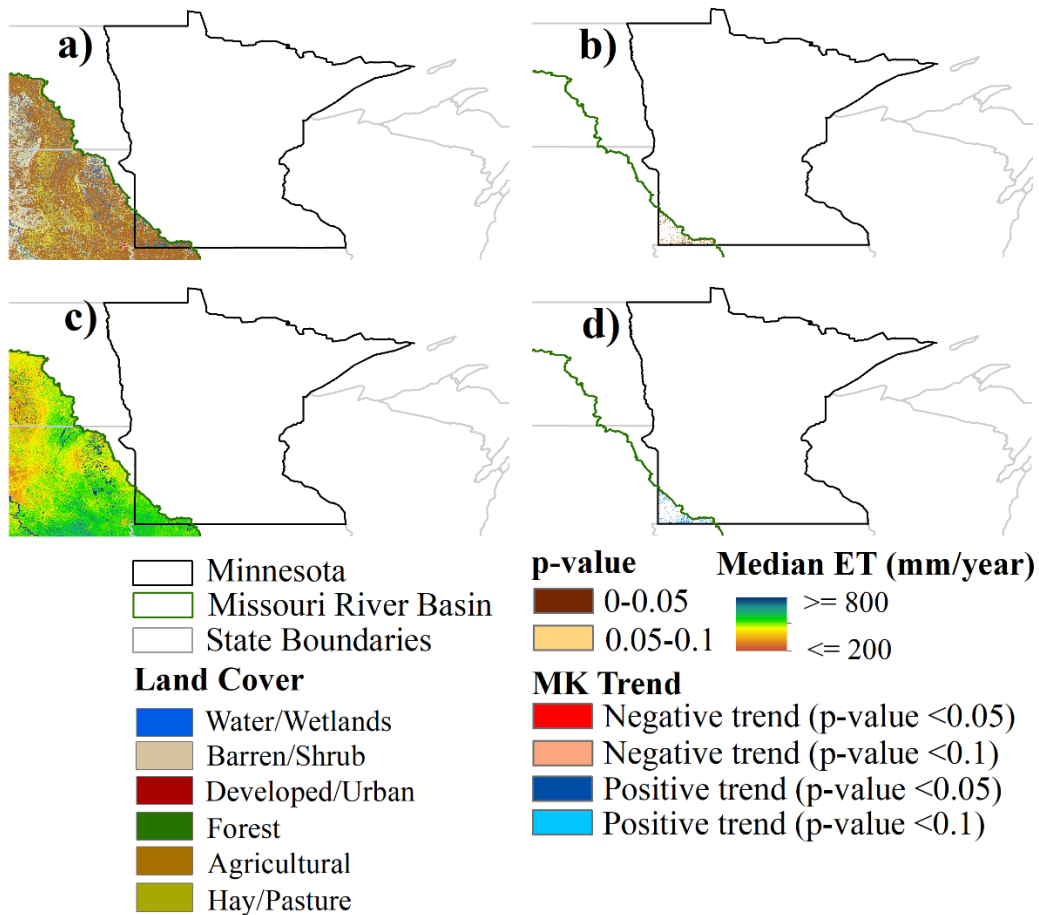 a)
b)
c)
d)
Minnesota
Missouri River Basin
State Boundaries
Land Cover
Water/Wetlands
Barren/Shrub
Developed/Urban
Forest
Agricultural
Hay/Pasture
p-value
0-0.05
0.05-0.1
Median ET (mm/year)
>= 800
<= 200
MK Trend
Negative trend (p-value <0.05)
Negative trend (p-value <0.1)
Positive trend (p-value <0.05)
Positive trend (p-value <0.1)